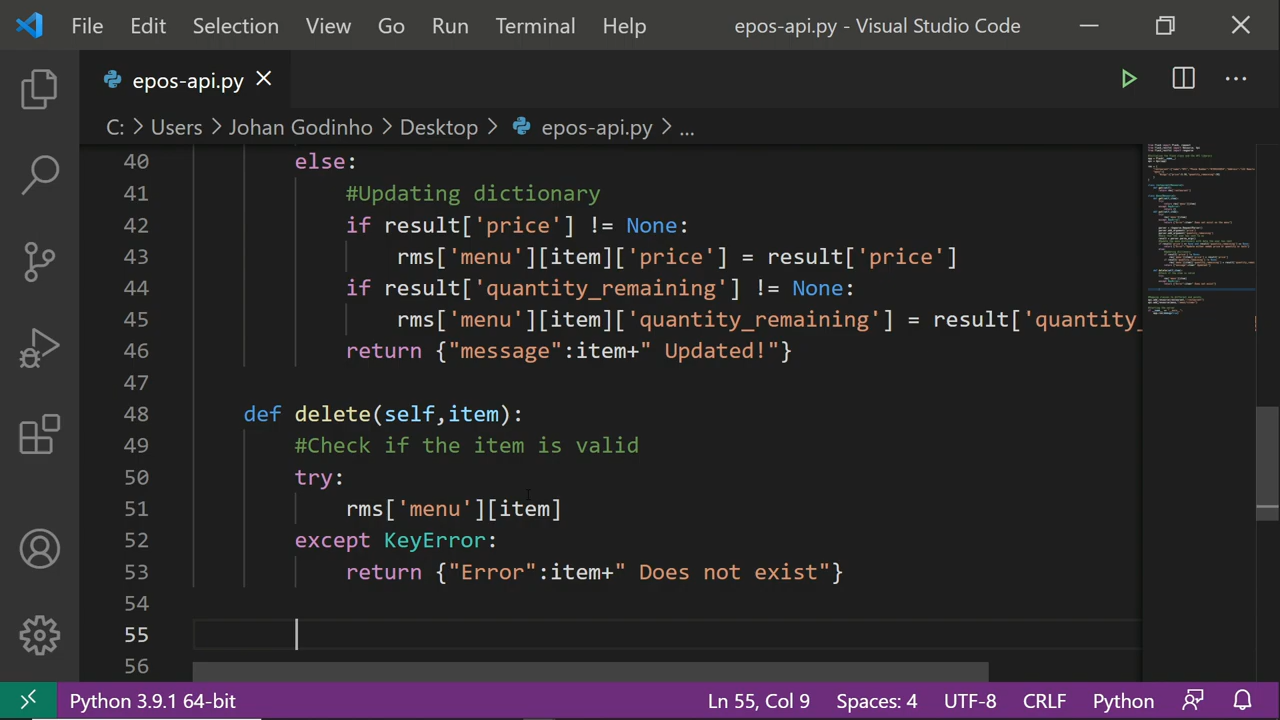 File Edit Selection View Go Run Terminal Help epos-api.py - Visual Studio Code
epos-api.py
C: > Users > Johan Godinho > Desktop > epos-api.py > ...
40 else:
41 #Updating dictionary
42 if result['price'] != None:
43 rms['menu'][item]['price'] = result['price']
44 if result['quantity_remaining'] != None:
45 rms['menu'][item]['quantity_remaining'] = result['quantity_
46 return {"message":item+" Updated!"}
47
48 def delete(self,item):
49 #Check if the item is valid
50 try:
51 rms['menu'][item]
52 except KeyError:
53 return {"Error":item+" Does not exist"}
54
55
56
Python 3.9.1 64-bit Ln 55, Col 9 Spaces: 4 UTF-8 CRLF Python